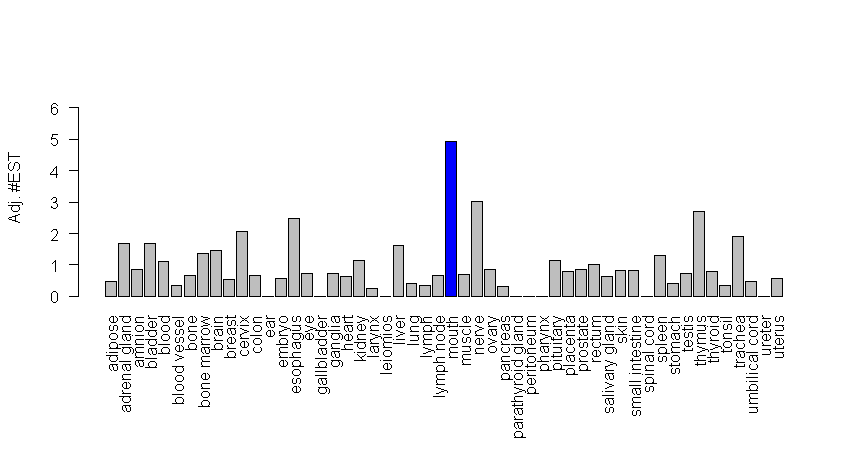 Adj. #EST
6
5
4
3
2
1
0
adipose
adrenal gland
amnion
bladder
blood
blood vessel
bone
bone marrow
brain
breast
cervix
colon
ear
embryo
esophagus
eye
gallbladder
ganglia
heart
kidney
larynx
leiomios
liver
lung
lymph
lymph node
mouth
muscle
nerve
ovary
pancreas
parathyroid gland
peritoneum
pharynx
pituitary
placenta
prostate
rectum
salivary gland
skin
small intestine
spinal cord
spleen
stomach
testis
thymus
thyroid
tonsil
trachea
umbilical cord
ureter
uterus